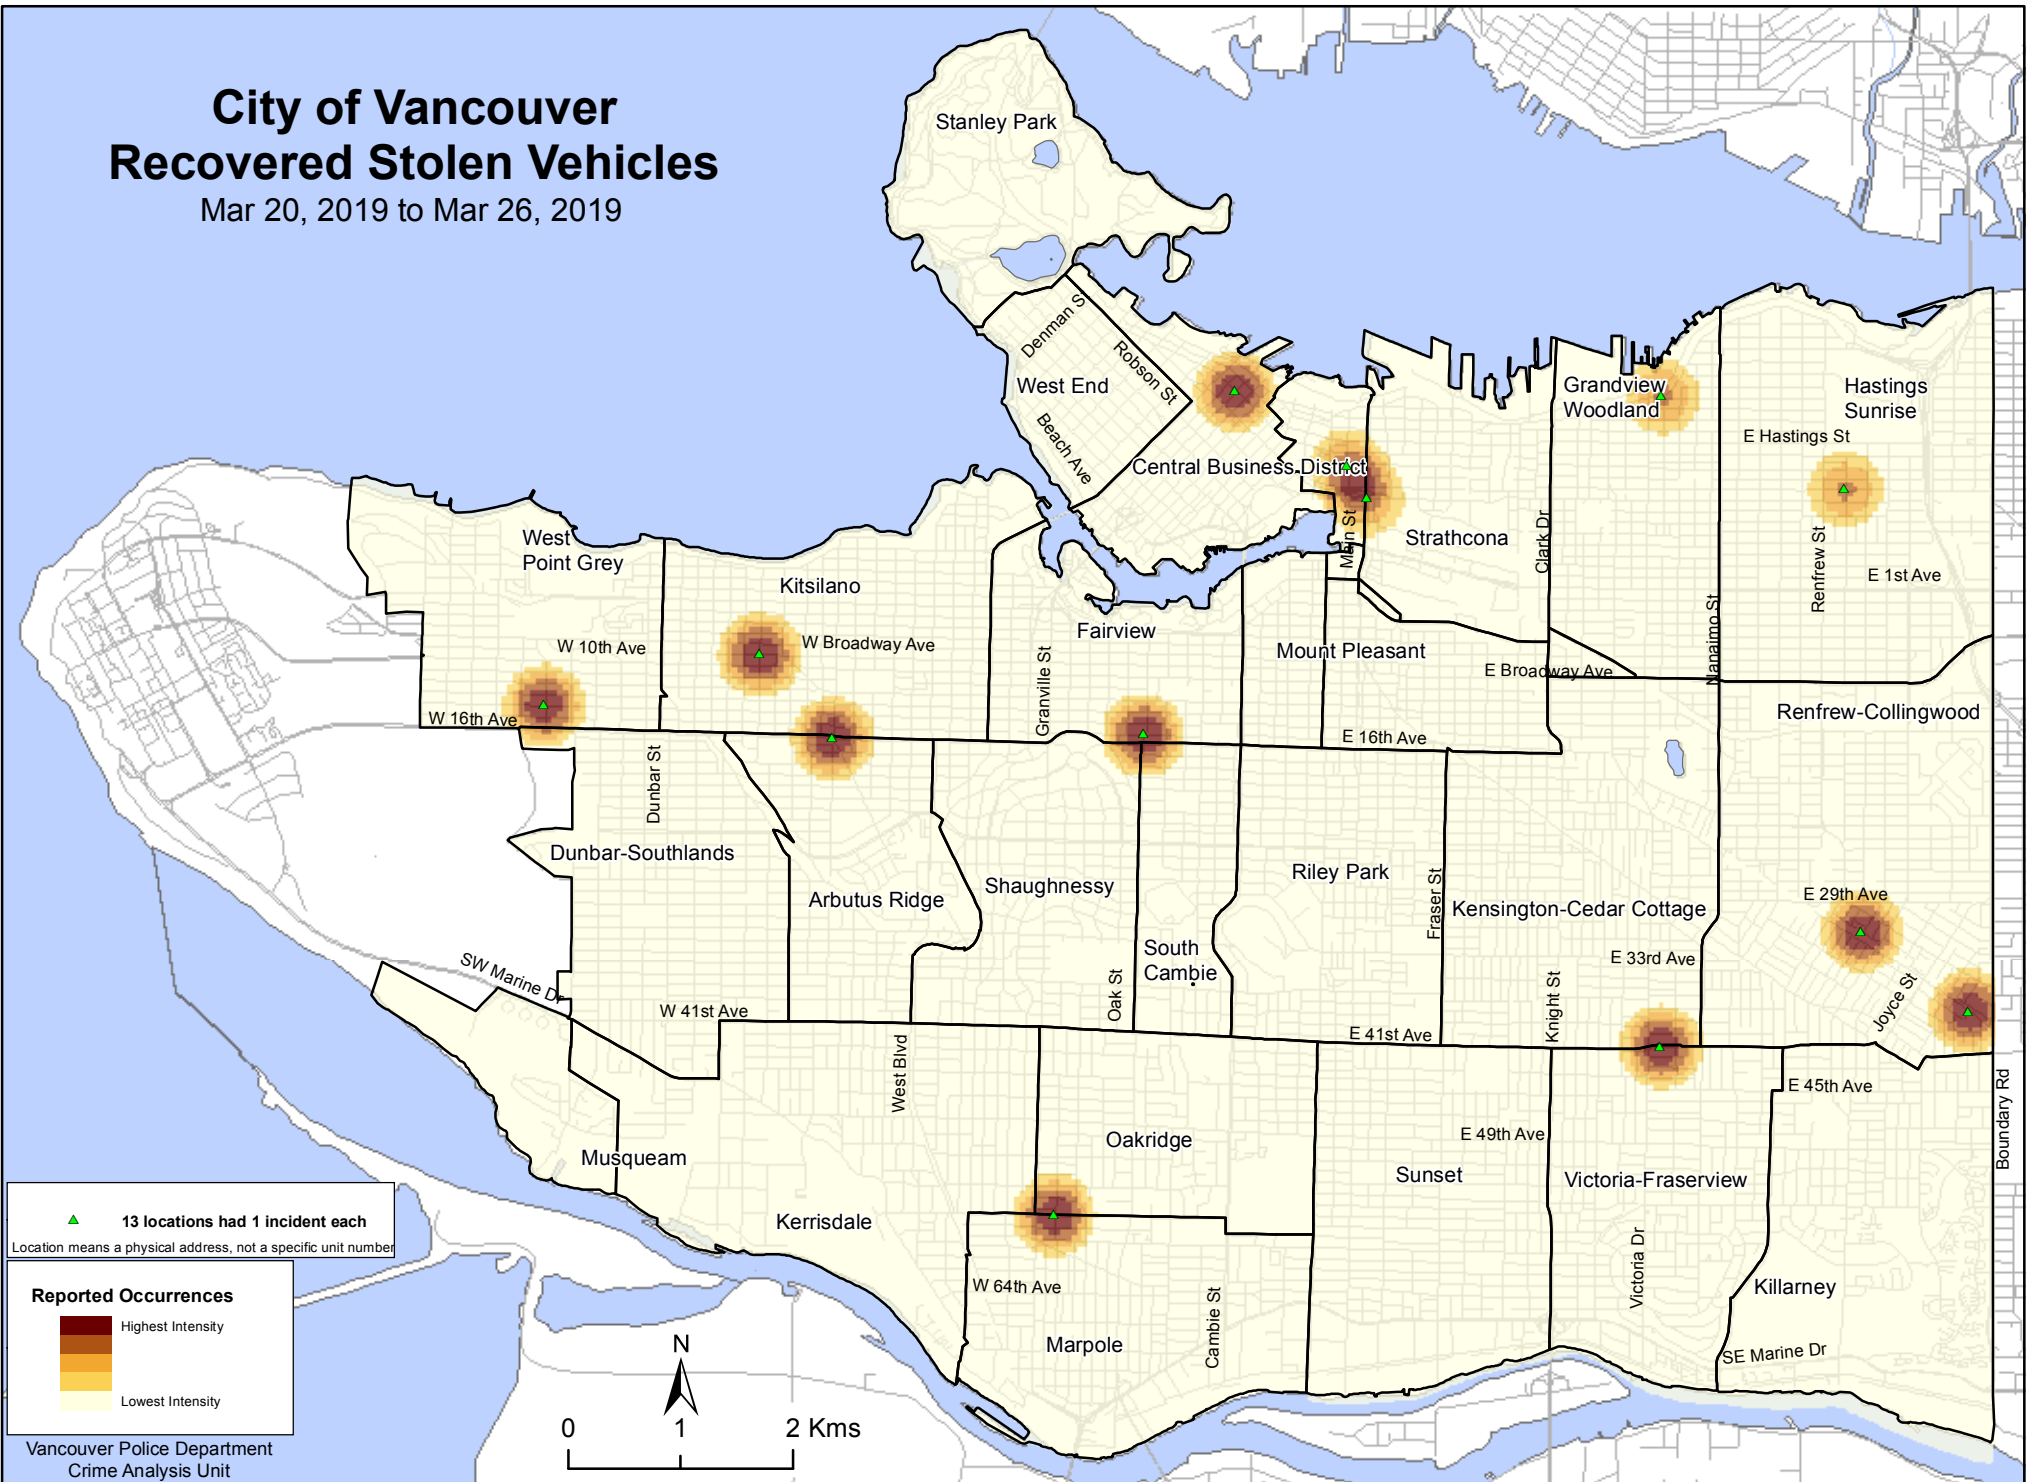 City of Vancouver
Recovered Stolen Vehicles
Mar 20, 2019 to Mar 26, 2019
Stanley Park
Denman S
Robson St
West End
Beach Ave
Central Business District
Main St
Strathcona
Clark Dr
Grandview
Woodland
Hastings
Sunrise
E Hastings St
Renfrew St
E 1st Ave
Nanaimo St
West
Point Grey
Kitsilano
W 10th Ave
W Broadway Ave
W 16th Ave
Fairview
Granville St
Mount Pleasant
E Broadway Ave
E 16th Ave
Renfrew-Collingwood
Dunbar St
Dunbar-Southlands
Arbutus Ridge
Shaughnessy
South
Cambie
Oak St
Riley Park
Fraser St
Kensington-Cedar Cottage
E 33rd Ave
Knight St
E 29th Ave
Joyce St
SW Marine Dr
W 41st Ave
E 41st Ave
West Blvd
E 45th Ave
Boundary Rd
Musqueam
Kerrisdale
Oakridge
E 49th Ave
Sunset
Victoria-Fraserview
Victoria Dr
Killarney
W 64th Ave
Cambie St
Marpole
SE Marine Dr
13 locations had 1 incident each
Location means a physical address, not a specific unit number
Reported Occurrences
Highest Intensity
Lowest Intensity
Vancouver Police Department
Crime Analysis Unit
N
0 1 2 Kms